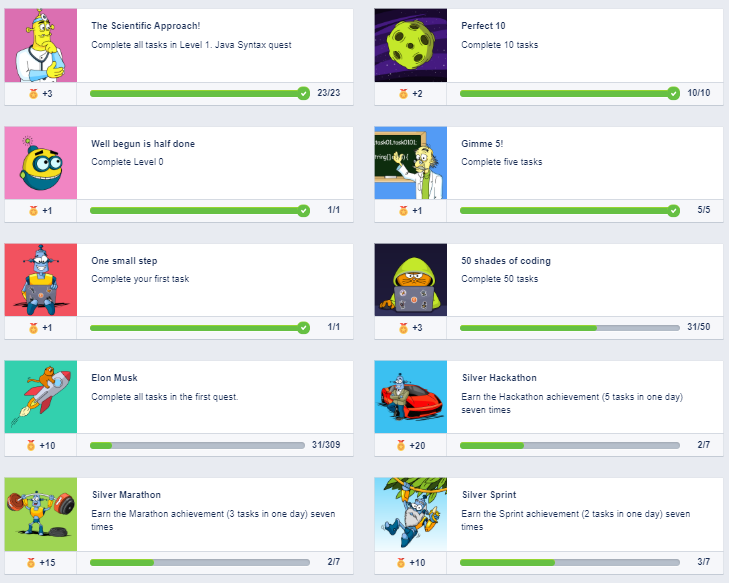 The Scientific Approach!
Complete all tasks in Level 1. Java Syntax quest
+3
23/23
Perfect 10
Complete 10 tasks
+2
10/10
Well begun is half done
Complete Level 0
+1
1/1
task01,task0101;
tring[]
{
Gimme 5!
Complete five tasks
+1
5/5
One small step
Complete your first task
+1
1/1
50 shades of coding
Complete 50 tasks
+3
31/50
Elon Musk
Complete all tasks in the first quest.
+10
31/309
Silver Hackathon
Earn the Hackathon achievement (5 tasks in one day)
seven times
+20
2/7
Silver Marathon
Earn the Marathon achievement (3 tasks in one day) seven
times
+15
2/7
Silver Sprint
Earn the Sprint achievement (2 tasks in one day) seven
times
+10
3/7